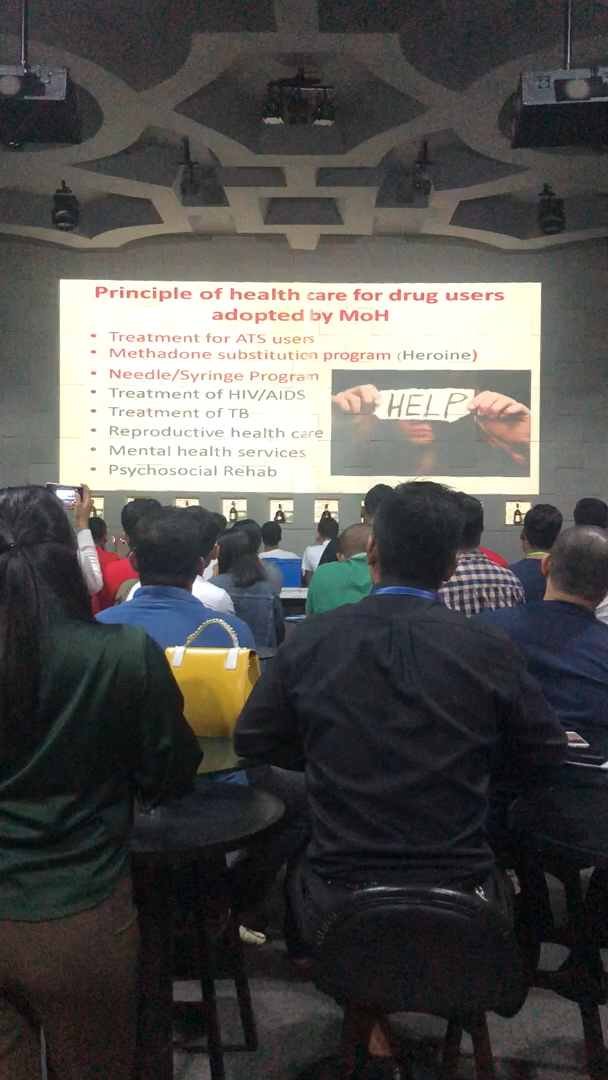 Principle of health care for drug users
adopted by MoH
• Treatment for ATS users
• Methadone substitution program (Heroine)
• Needle/Syringe Program
• Treatment of HIV/AIDS
• Treatment of TB
• Reproductive health care
• Mental health services
• Psychosocial Rehab
HELP